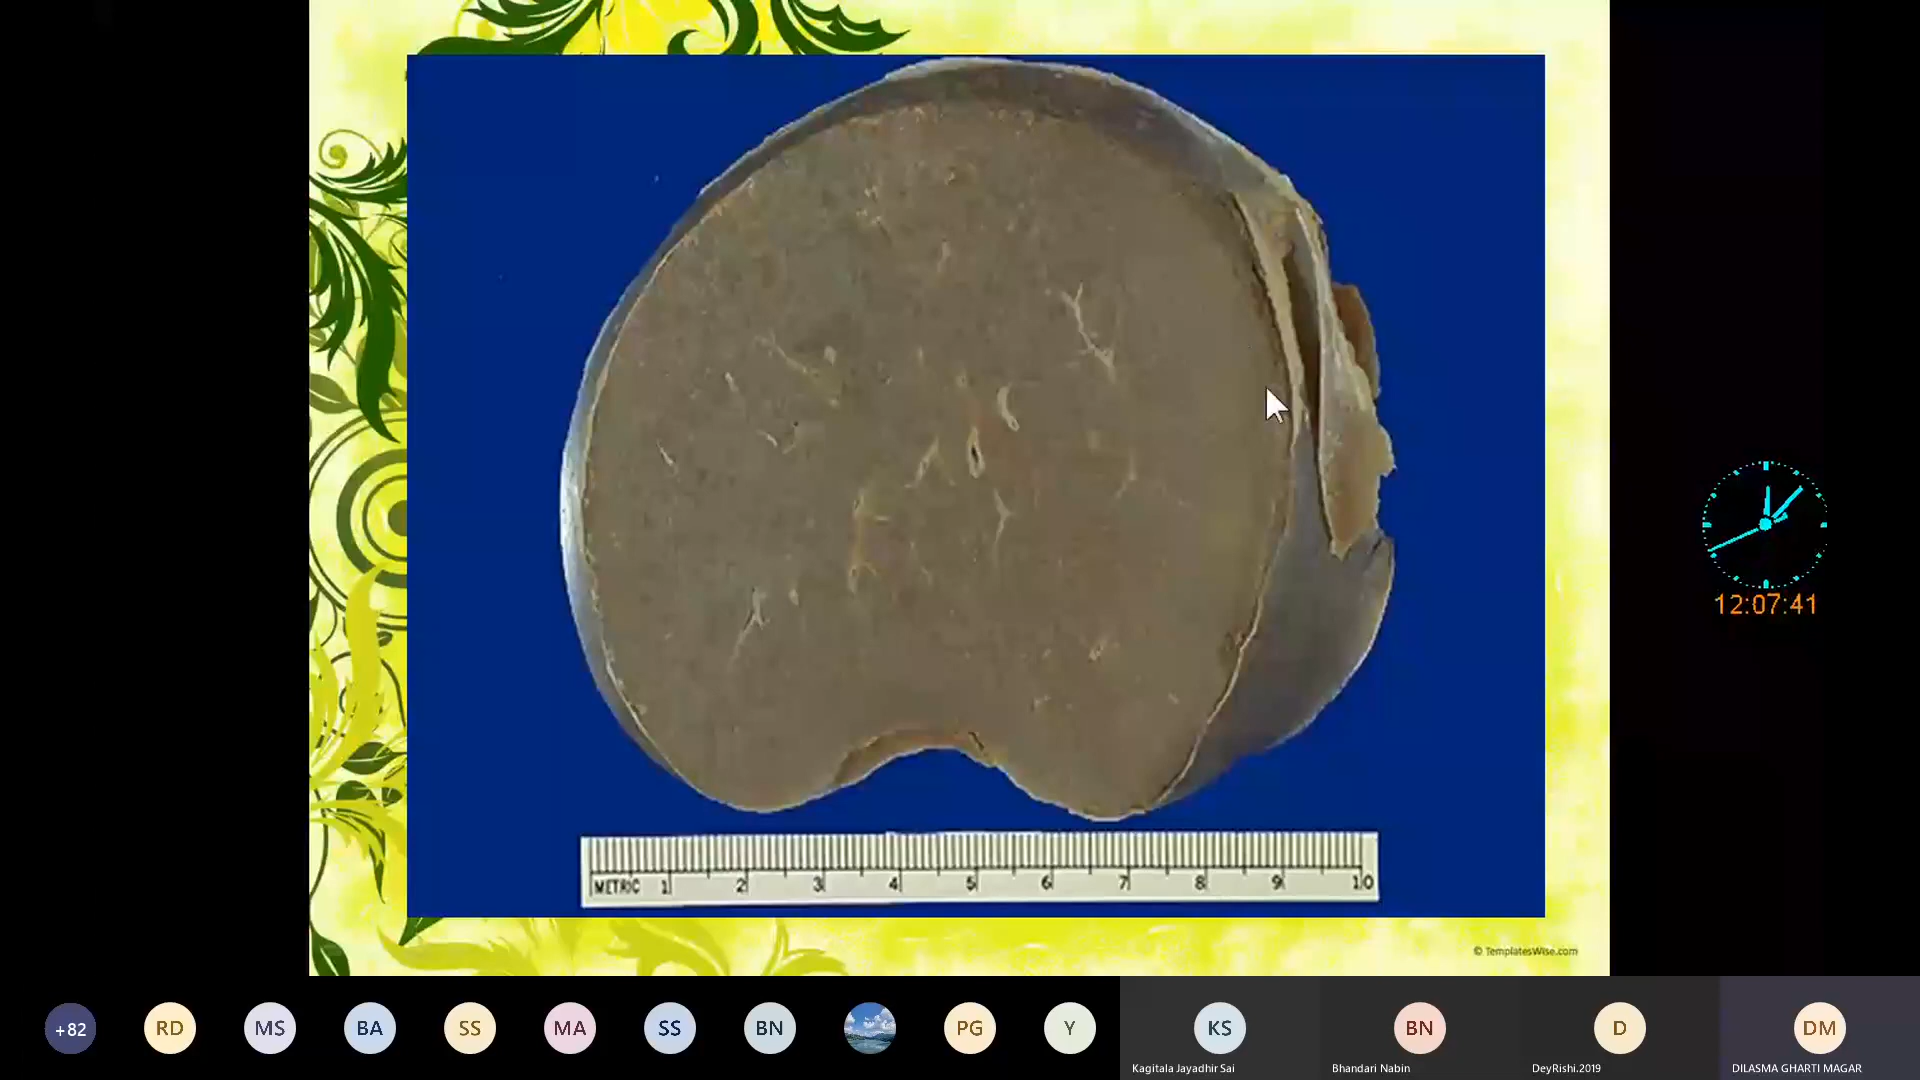 METRIC 1 2 3 4 5 6 7 8 9 10
© TemplatesWise.com
12:07:41
+82 RD MS BA SS MA SS BN PG Y KS BN D DM
Kagitala Jayadhir Sai Bhandari Nabin DeyRishi.2019 DILASMA GHARTI MAGAR